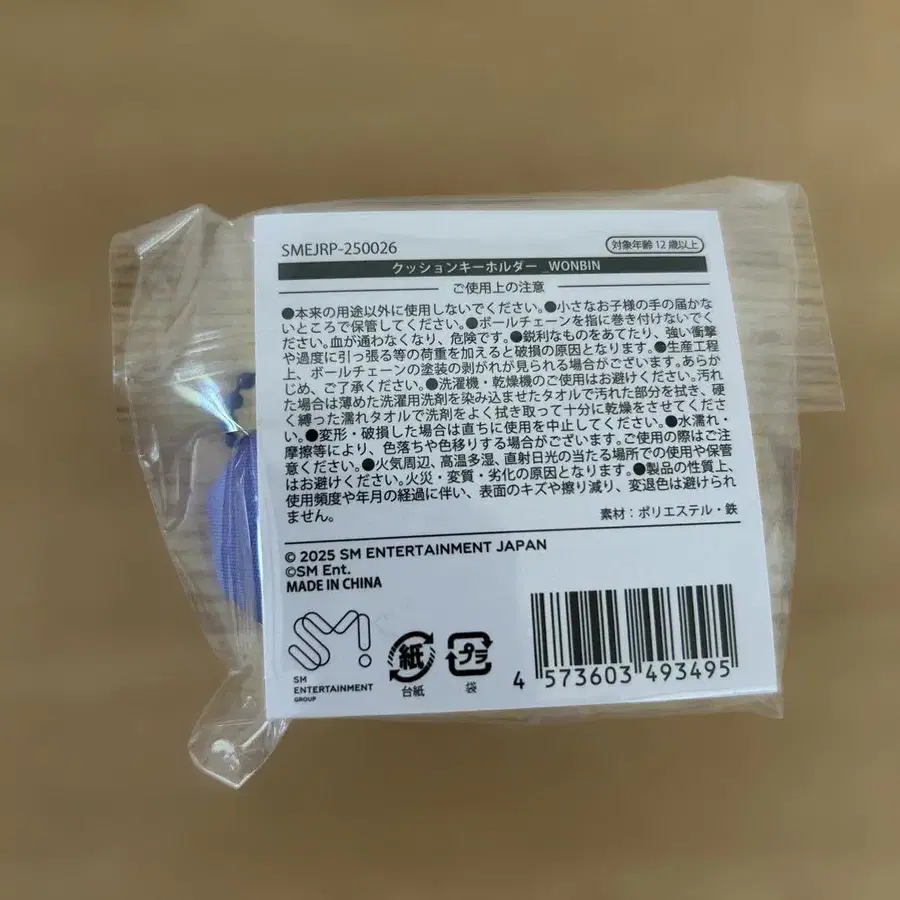 SMEJRP-250026
対象年齢 12 歳以上
クッションキーホルダー _WONBIN
ご使用上の注意
●本来の用途以外に使用しないでください。●小さなお子様の手の届かな
いところで保管してください。●ボールチェーンを指に巻き付けないでく
ださい。血が通わなくなり、危険です。●鋭利なものをあてたり、強い衝撃
や過度に引っ張る等の荷重を加えると破損の原因となります。●生産工程
上、ボールチェーンの塗装の剥がれが見られる場合がございます。あらか
じめ、ご了承ください。●洗濯機・乾燥機のご使用はお避けください。汚れ
た場合は薄めた洗濯用洗剤を染み込ませたタオルで汚れた部分を拭き、硬
く縛った濡れタオルで洗剤をよく拭き取って十分に乾燥をさせてくださ
い。●変形・破損した場合は直ちに使用を中止してください。●水濡れ・
摩擦等により、色落ちや色移りする場合がございます。ご使用の際はご注
意ください。●火気周辺、高温多湿、直射日光の当たる場所での使用や保管
はお避けください。火災・変質・劣化の原因となります。●製品の性質上、
使用頻度や年月の経過に伴い、表面のキズや擦り減り、変退色は避けられ
ません。
素材：ポリエステル・鉄
© 2025 SM ENTERTAINMENT JAPAN
©SM Ent.
MADE IN CHINA
SM
SM
ENTERTAINMENT
GROUP
紙
台紙
プラ
袋
4 573603 493495